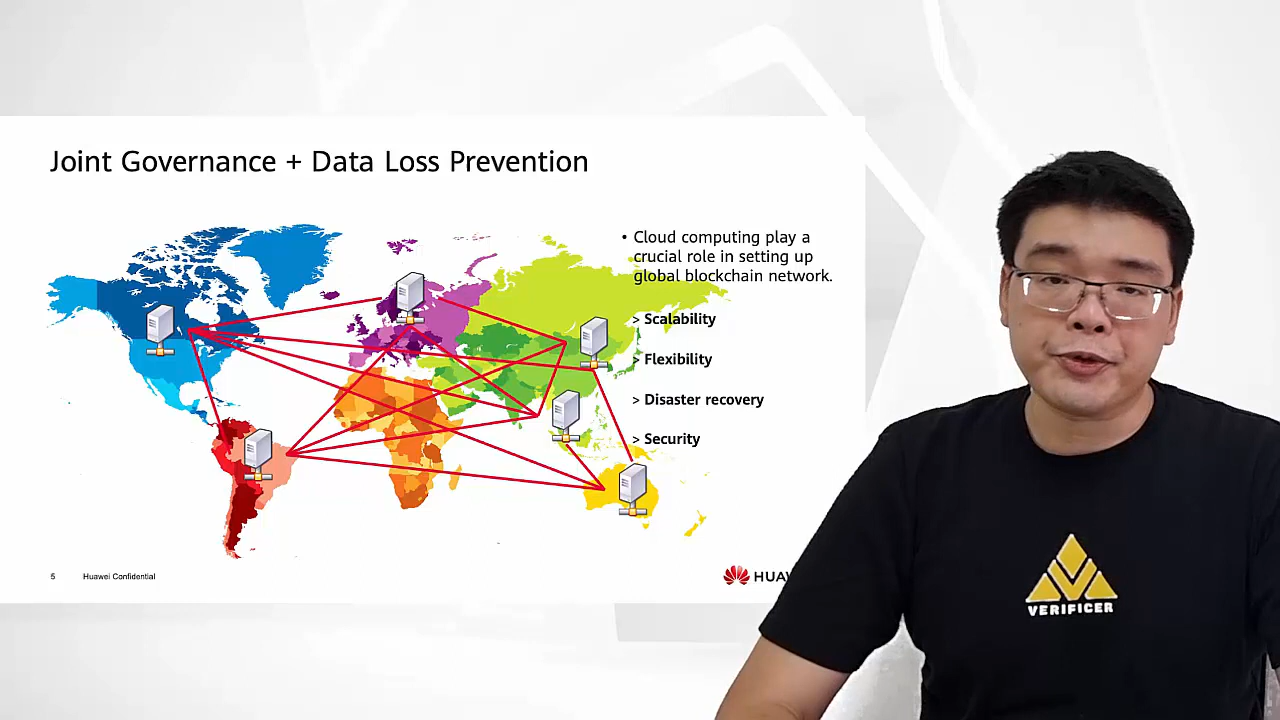 Joint Governance + Data Loss Prevention
• Cloud computing play a
crucial role in setting up
global blockchain network.
> Scalability
> Flexibility
> Disaster recovery
> Security
5 Huawei Confidential
VERIFICER